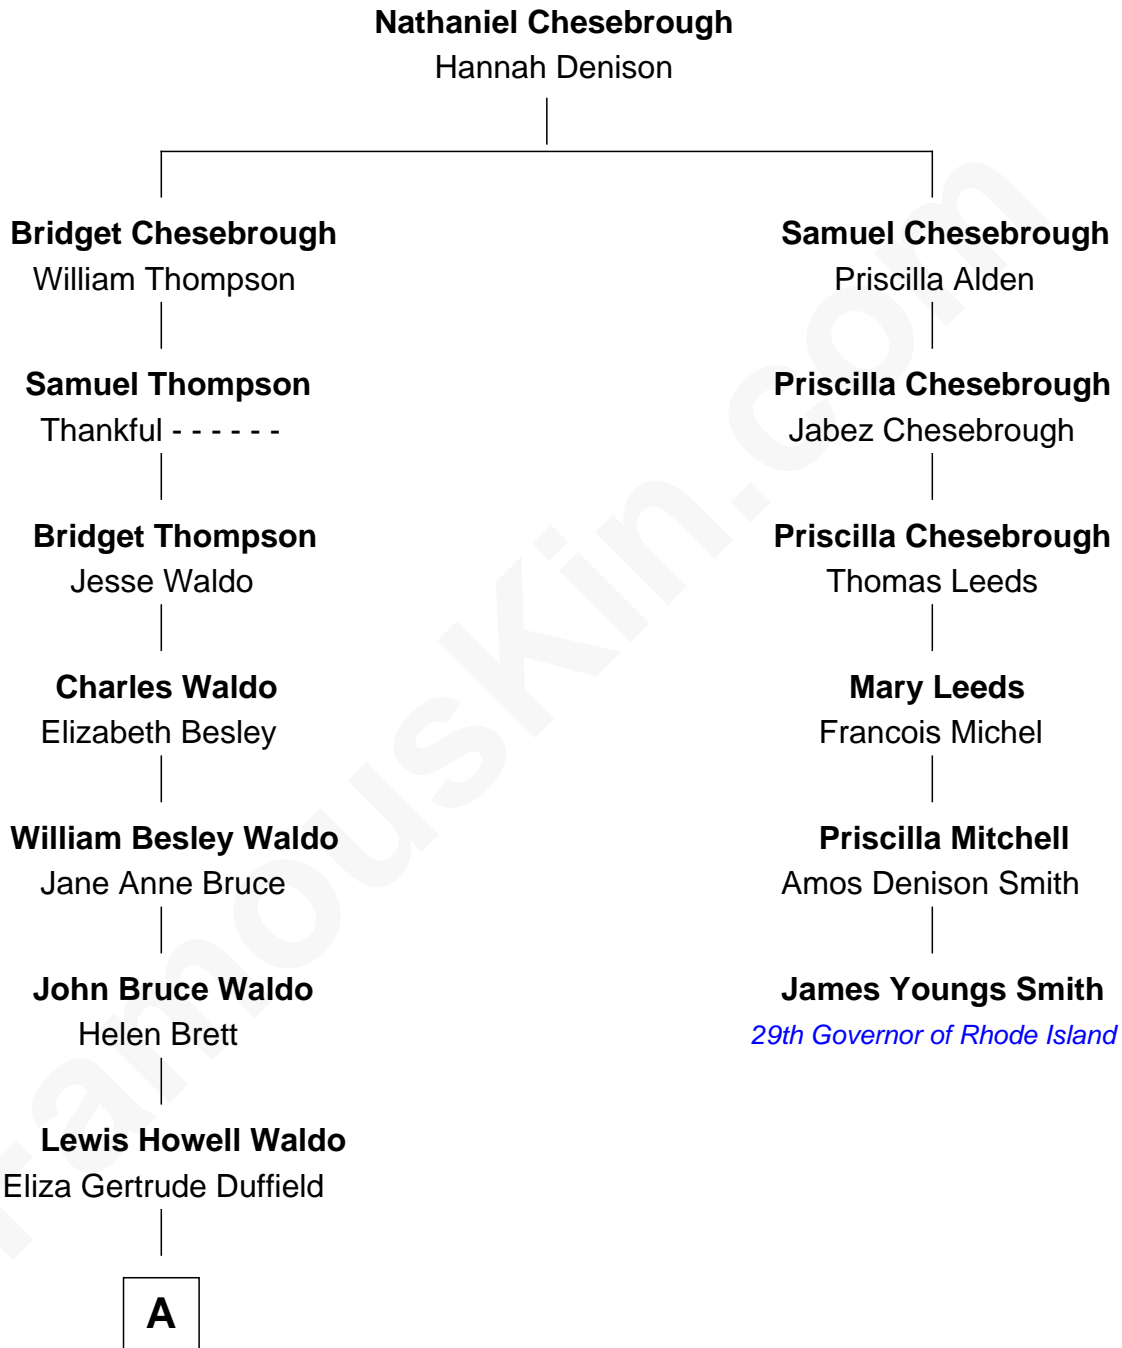 Nathaniel Chesebrough
Hannah Denison
Bridget Chesebrough
William Thompson
Samuel Chesebrough
Priscilla Alden
Samuel Thompson
Thankful - - - - - -
Priscilla Chesebrough
Jabez Chesebrough
Bridget Thompson
Jesse Waldo
Priscilla Chesebrough
Thomas Leeds
Charles Waldo
Elizabeth Besley
Mary Leeds
Francois Michel
William Besley Waldo
Jane Anne Bruce
Priscilla Mitchell
Amos Denison Smith
John Bruce Waldo
Helen Brett
James Youngs Smith
29th Governor of Rhode Island
Lewis Howell Waldo
Eliza Gertrude Duffield
A
FamousKin.com